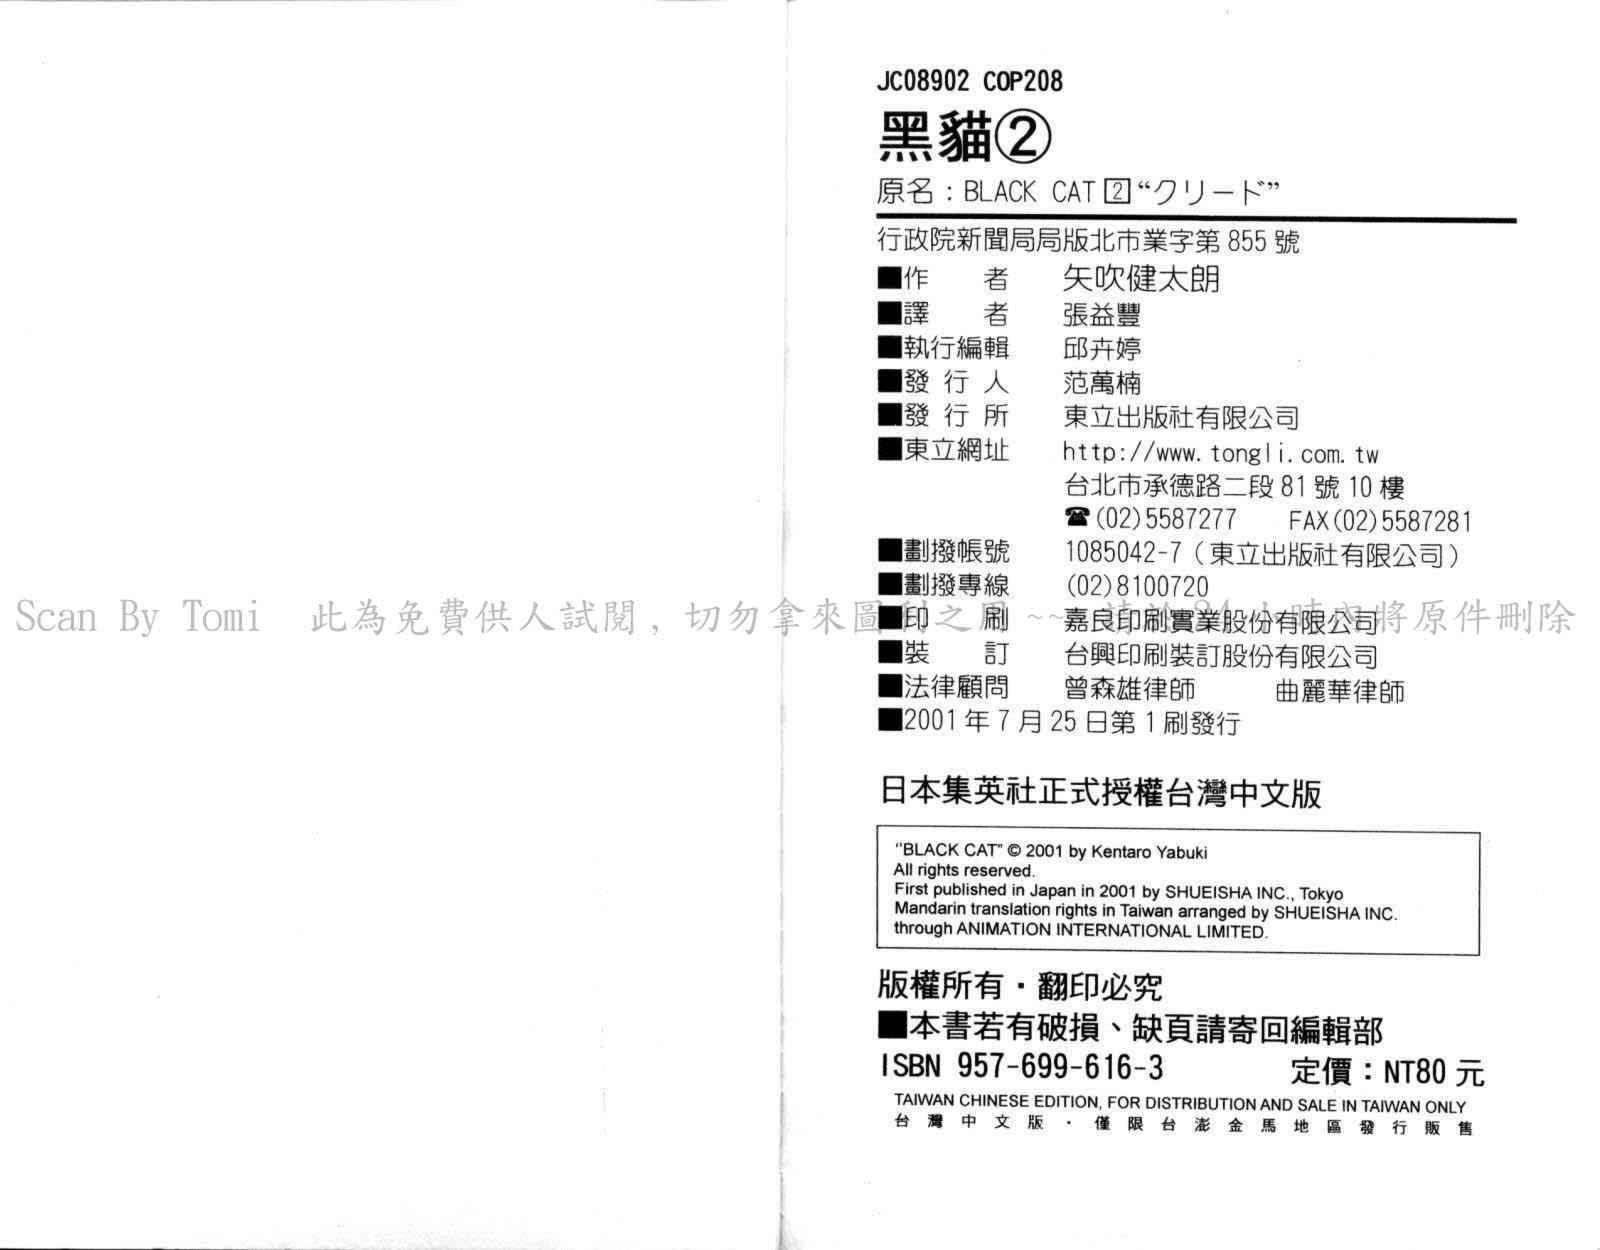 JC08902 COP208
黑貓②
原名：BLACK CAT 2 “クリード”
行政院新聞局局版北市業字第 855 號
■作 者 矢吹健太朗
■譯 者 張益豐
■執行編輯 邱卉婷
■發 行 人 范萬楠
■發 行 所 東立出版社有限公司
■東立網址 http://www.tongli.com.tw
台北市承德路二段 81 號 10 樓
☎(02)5587277 FAX(02)5587281
■劃撥帳號 1085042-7（東立出版社有限公司）
■劃撥專線 (02)8100720
Scan By Tomi 此為免費供人試閱，切勿拿來圖利之用 ~~ 請於 24 小時內將原件刪除
■印 刷 嘉良印刷實業股份有限公司
■裝 訂 台興印刷裝訂股份有限公司
■法律顧問 曾森雄律師 曲麗華律師
■2001 年 7 月 25 日第 1 刷發行
日本集英社正式授權台灣中文版
"BLACK CAT" © 2001 by Kentaro Yabuki
All rights reserved.
First published in Japan in 2001 by SHUEISHA INC., Tokyo
Mandarin translation rights in Taiwan arranged by SHUEISHA INC.
through ANIMATION INTERNATIONAL LIMITED.
版權所有・翻印必究
■本書若有破損、缺頁請寄回編輯部
ISBN 957-699-616-3 定價：NT80 元
TAIWAN CHINESE EDITION, FOR DISTRIBUTION AND SALE IN TAIWAN ONLY
台灣中文版・僅限台澎金馬地區發行販售